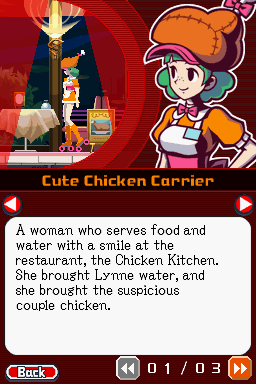 Cute Chicken Carrier
A woman who serves food and
water with a smile at the
restaurant, the Chicken Kitchen.
She brought Lynne water, and
she brought the suspicious
couple chicken.
Back
01/03